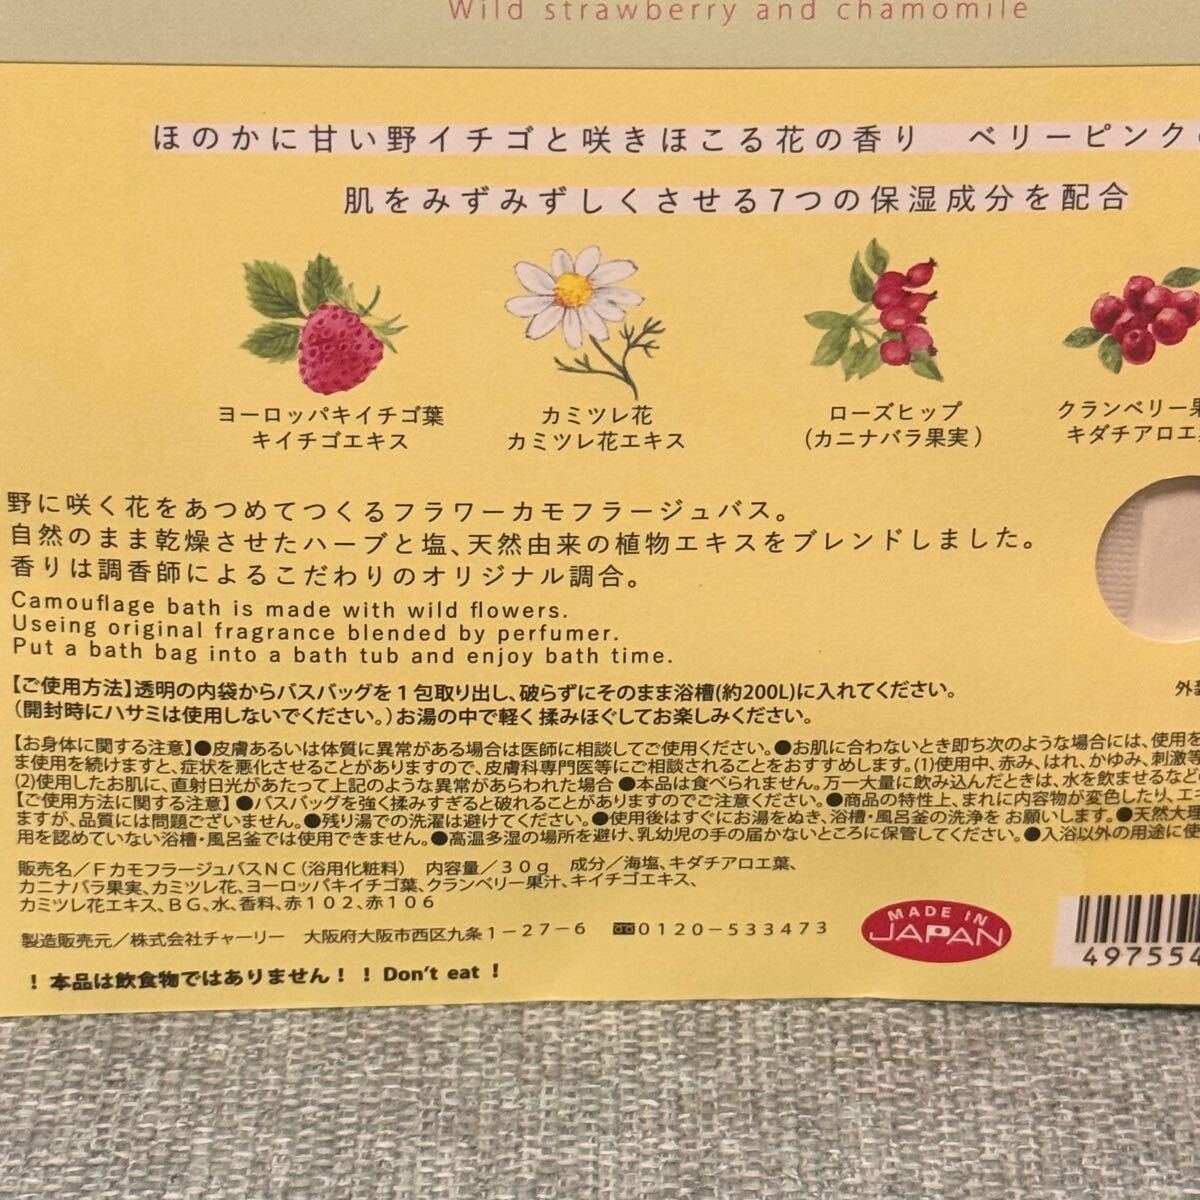 Wild strawberry and chamomile
ほのかに甘い野イチゴと咲きほこる花の香り　ベリーピンク
肌をみずみずしくさせる7つの保湿成分を配合
ヨーロッパキイチゴ葉
キイチゴエキス
カミツレ花
カミツレ花エキス
ローズヒップ
(カニナバラ果実)
クランベリー果
キダチアロエ
野に咲く花をあつめてつくるフラワーカモフラージュバス。
自然のまま乾燥させたハーブと塩、天然由来の植物エキスをブレンドしました。
香りは調香師によるこだわりのオリジナル調合。
Camouflage bath is made with wild flowers.
Useing original fragrance blended by perfumer.
Put a bath bag into a bath tub and enjoy bath time.
【ご使用方法】透明の内袋からバスバッグを1包取り出し、破らずにそのまま浴槽(約200L)に入れてください。
(開封時にハサミは使用しないでください。)お湯の中で軽く揉みほぐしてお楽しみください。
外
【お身体に関する注意】●皮膚あるいは体質に異常がある場合は医師に相談してご使用ください。●お肌に合わないとき即ち次のような場合には、使用を
ま使用を続けますと、症状を悪化させることがありますので、皮膚科専門医等にご相談されることをおすすめします。(1)使用中、赤み、はれ、かゆみ、刺激等
(2)使用したお肌に、直射日光があたって上記のような異常があらわれた場合 ●本品は食べられません。万一大量に飲み込んだときは、水を飲ませるなど
【ご使用方法に関する注意】●バスバッグを強く揉みすぎると破れることがありますのでご注意ください。●商品の特性上、まれに内容物が変色したり、エキ
ますが、品質には問題ございません。●残り湯での洗濯は避けてください。●使用後はすぐにお湯をぬき、浴槽・風呂釜の洗浄をお願いします。●天然大理
用を認めていない浴槽・風呂釜では使用できません。●高温多湿の場所を避け、乳幼児の手の届かないところに保管してください。●入浴以外の用途に使
販売名／FカモフラージュバスNC(浴用化粧料)　内容量／30g　成分／海塩、キダチアロエ葉、
カニナバラ果実、カミツレ花、ヨーロッパキイチゴ葉、クランベリー果汁、キイチゴエキス、
カミツレ花エキス、BG、水、香料、赤102、赤106
製造販売元／株式会社チャーリー　大阪府大阪市西区九条1-27-6　0120-533473
MADE IN
JAPAN
497554
！本品は飲食物ではありません！！Don't eat！